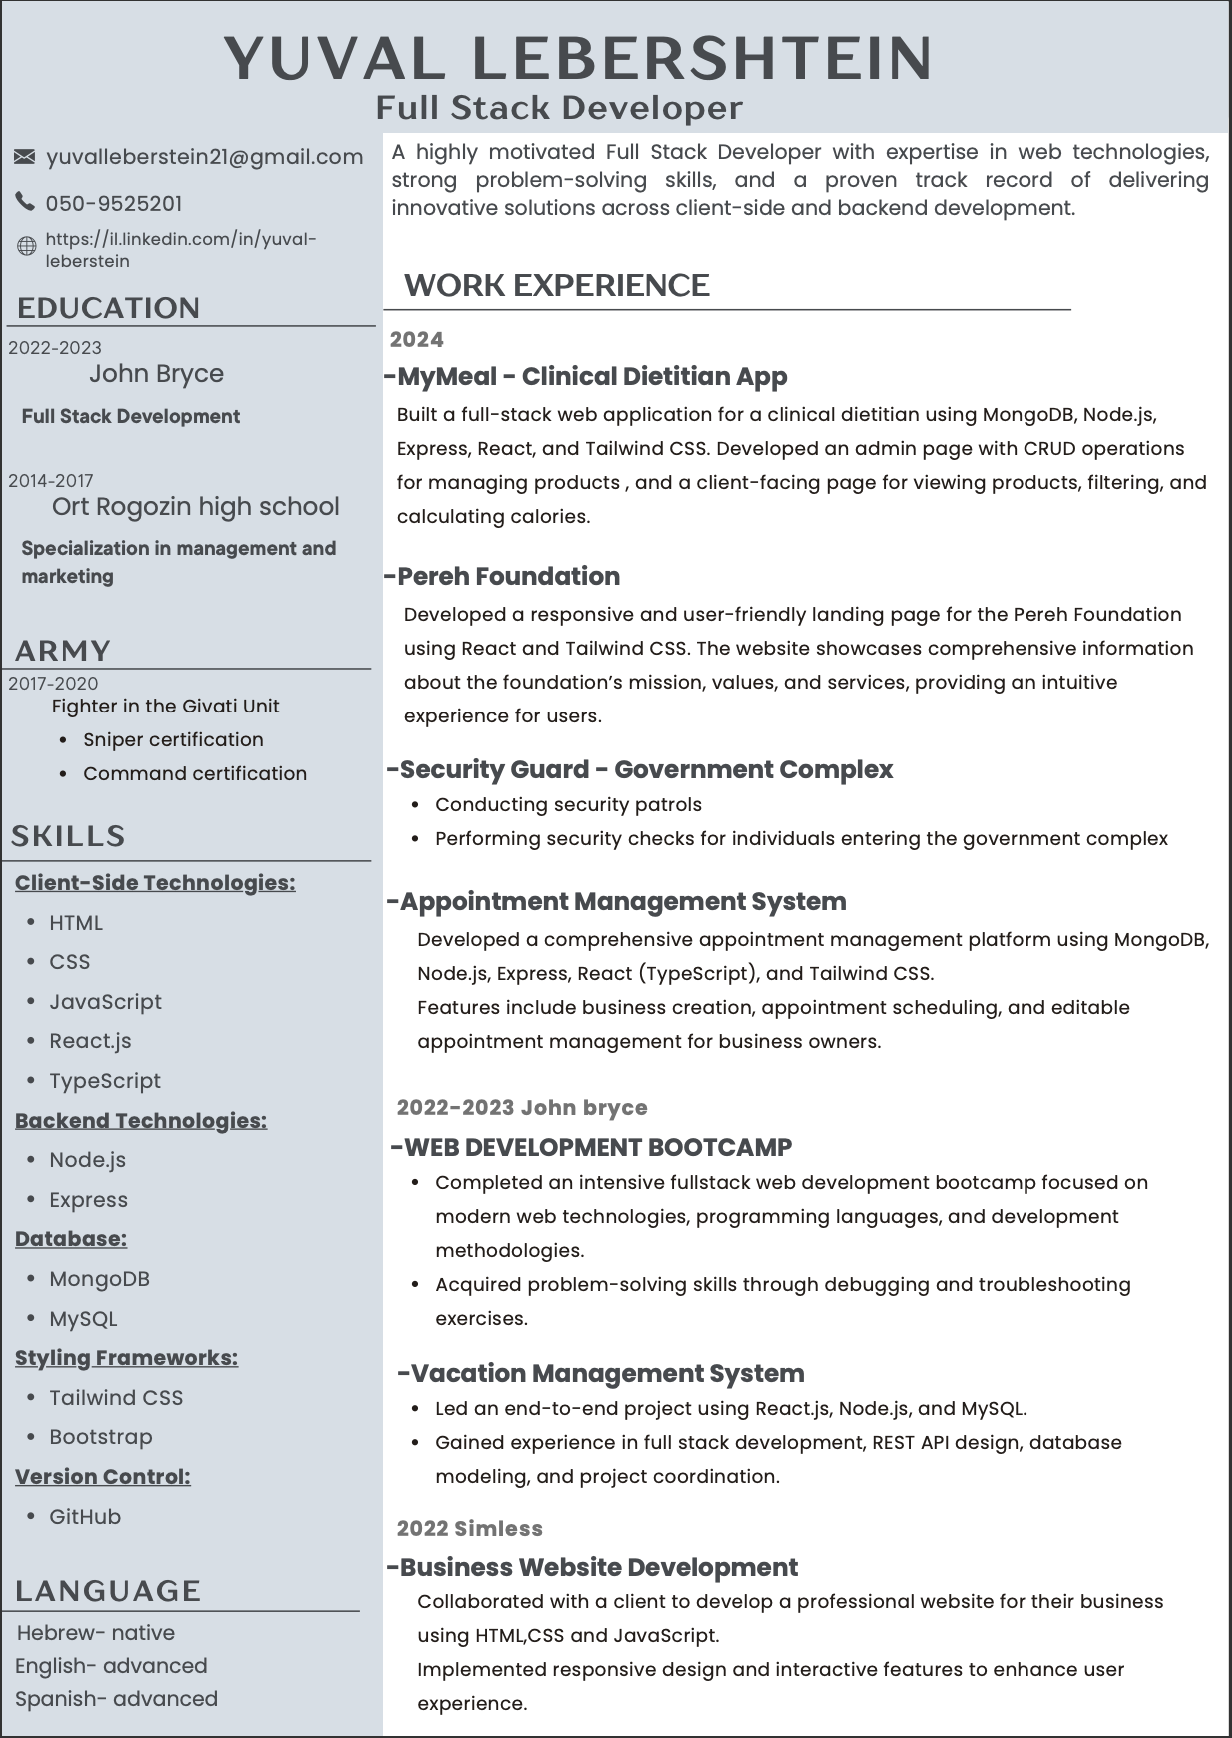 YUVAL LEBERSHTEIN
Full Stack Developer
yuvalleberstein21@gmail.com
050-9525201
https://il.linkedin.com/in/yuval-
leberstein
EDUCATION
2022-2023
John Bryce
Full Stack Development
2014-2017
Ort Rogozin high school
Specialization in management and
marketing
ARMY
2017-2020
Fighter in the Givati Unit
• Sniper certification
• Command certification
SKILLS
Client-Side Technologies:
• HTML
• CSS
• JavaScript
• React.js
• TypeScript
Backend Technologies:
• Node.js
• Express
Database:
• MongoDB
• MySQL
Styling Frameworks:
• Tailwind CSS
• Bootstrap
Version Control:
• GitHub
LANGUAGE
Hebrew- native
English- advanced
Spanish- advanced
A highly motivated Full Stack Developer with expertise in web technologies,
strong problem-solving skills, and a proven track record of delivering
innovative solutions across client-side and backend development.
WORK EXPERIENCE
2024
-MyMeal - Clinical Dietitian App
Built a full-stack web application for a clinical dietitian using MongoDB, Node.js,
Express, React, and Tailwind CSS. Developed an admin page with CRUD operations
for managing products , and a client-facing page for viewing products, filtering, and
calculating calories.
-Pereh Foundation
Developed a responsive and user-friendly landing page for the Pereh Foundation
using React and Tailwind CSS. The website showcases comprehensive information
about the foundation’s mission, values, and services, providing an intuitive
experience for users.
-Security Guard - Government Complex
• Conducting security patrols
• Performing security checks for individuals entering the government complex
-Appointment Management System
Developed a comprehensive appointment management platform using MongoDB,
Node.js, Express, React (TypeScript), and Tailwind CSS.
Features include business creation, appointment scheduling, and editable
appointment management for business owners.
2022-2023 John bryce
-WEB DEVELOPMENT BOOTCAMP
• Completed an intensive fullstack web development bootcamp focused on
modern web technologies, programming languages, and development
methodologies.
• Acquired problem-solving skills through debugging and troubleshooting
exercises.
-Vacation Management System
• Led an end-to-end project using React.js, Node.js, and MySQL.
• Gained experience in full stack development, REST API design, database
modeling, and project coordination.
2022 Simless
-Business Website Development
Collaborated with a client to develop a professional website for their business
using HTML,CSS and JavaScript.
Implemented responsive design and interactive features to enhance user
experience.